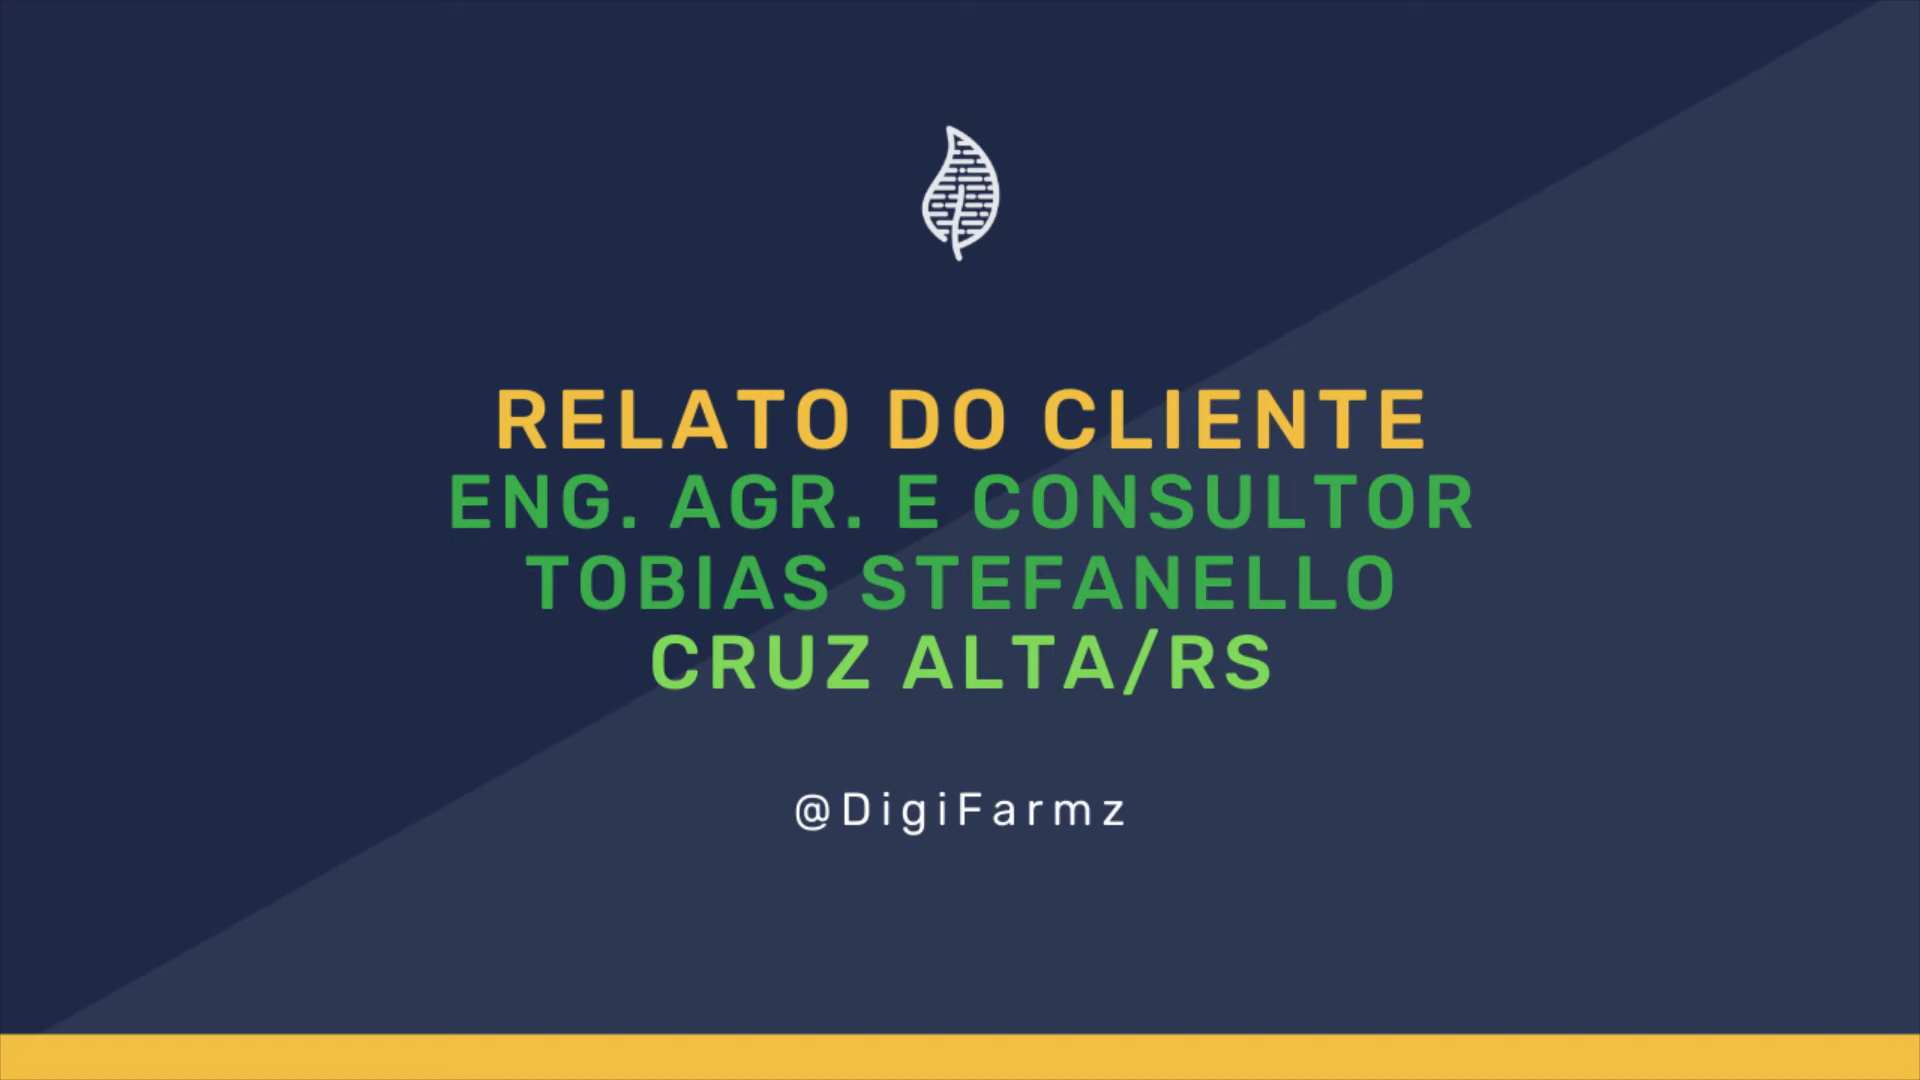 RELATO DO CLIENTE
ENG. AGR. E CONSULTOR
TOBIAS STEFANELLO
CRUZ ALTA/RS
@DigiFarmz